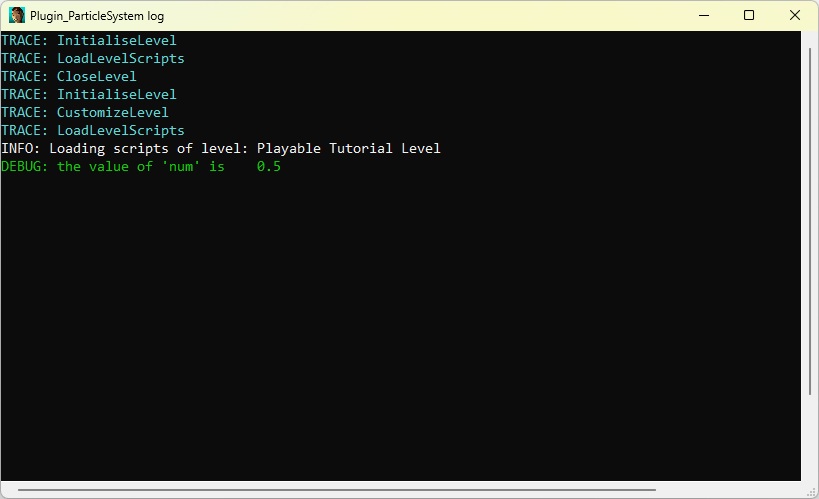 Plugin_ParticleSystem log
TRACE: InitialiseLevel
TRACE: LoadLevelScripts
TRACE: CloseLevel
TRACE: InitialiseLevel
TRACE: CustomizeLevel
TRACE: LoadLevelScripts
INFO: Loading scripts of level: Playable Tutorial Level
DEBUG: the value of 'num' is    0.5